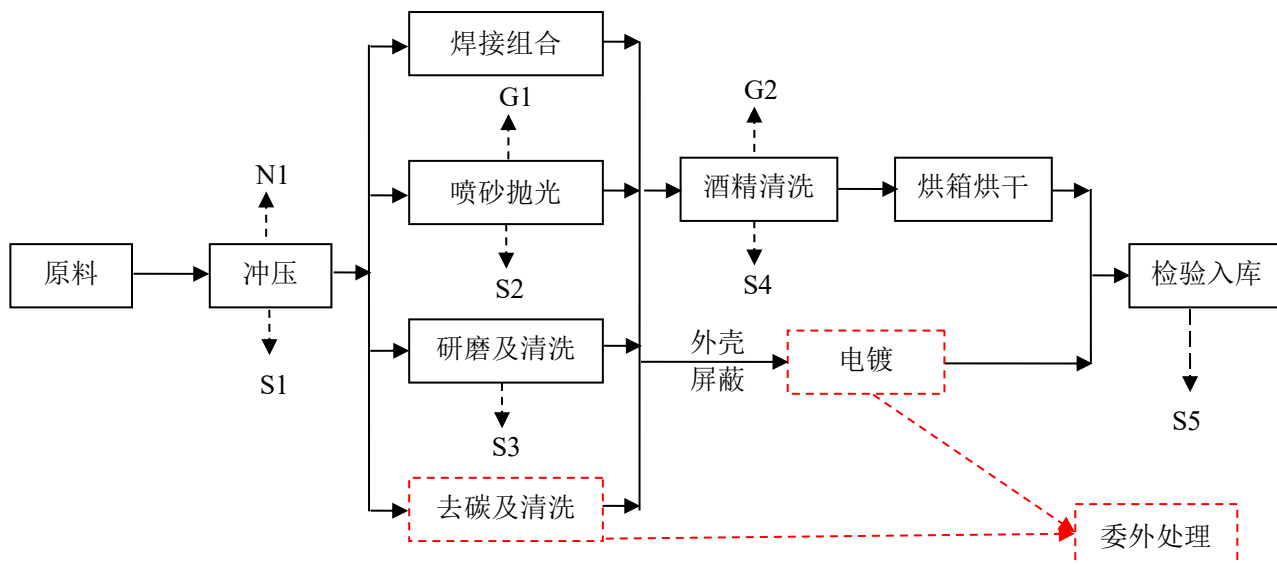 焊接组合
G1
G2
N1
喷砂抛光
酒精清洗
烘箱烘干
原料
冲压
S2
S4
检验入库
研磨及清洗
外壳
屏蔽
电镀
S1
S3
S5
去碳及清洗
委外处理